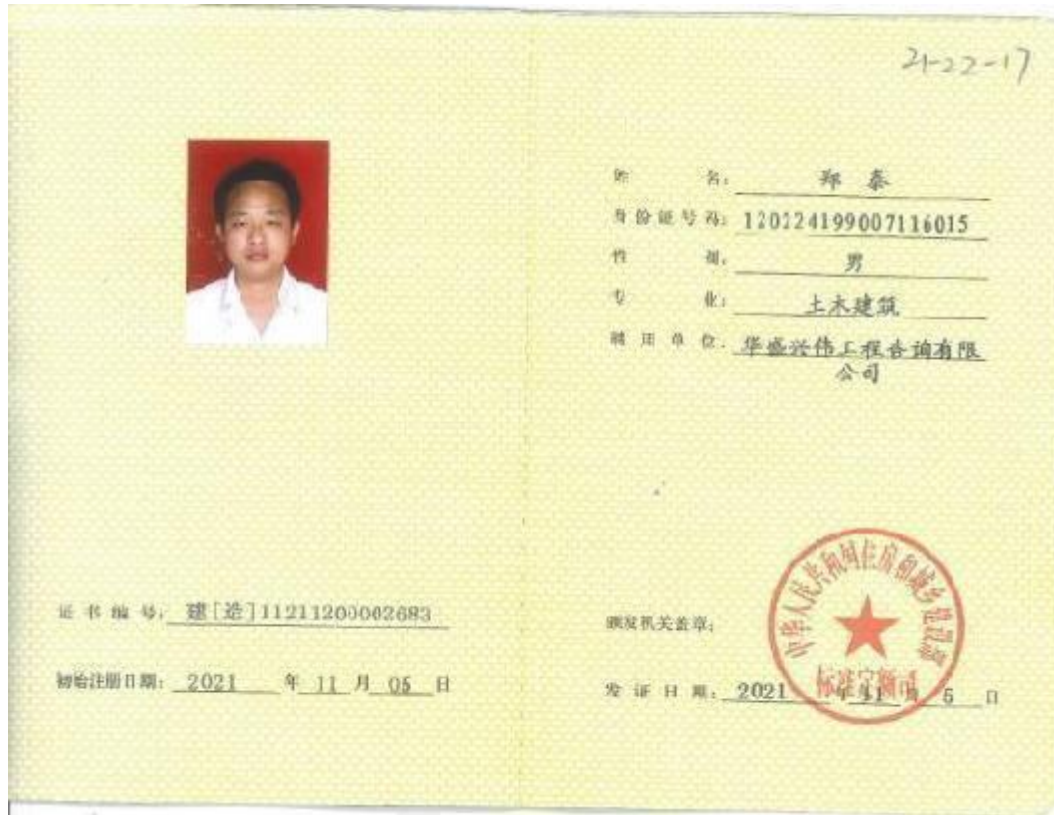 21-22-17
姓 名: 郑 泰
身份证号码: 120224199007116015
性 别: 男
专 业: 土木建筑
聘用单位: 华盛兴伟工程咨询有限
公司
证书编号: 建[造]11211200002683
初始注册日期: 2021 年 11 月 05 日
颁发机关盖章:
中华人民共和国住房和城乡建设部
标准定额司
发证日期: 2021 年 11 月 5 日